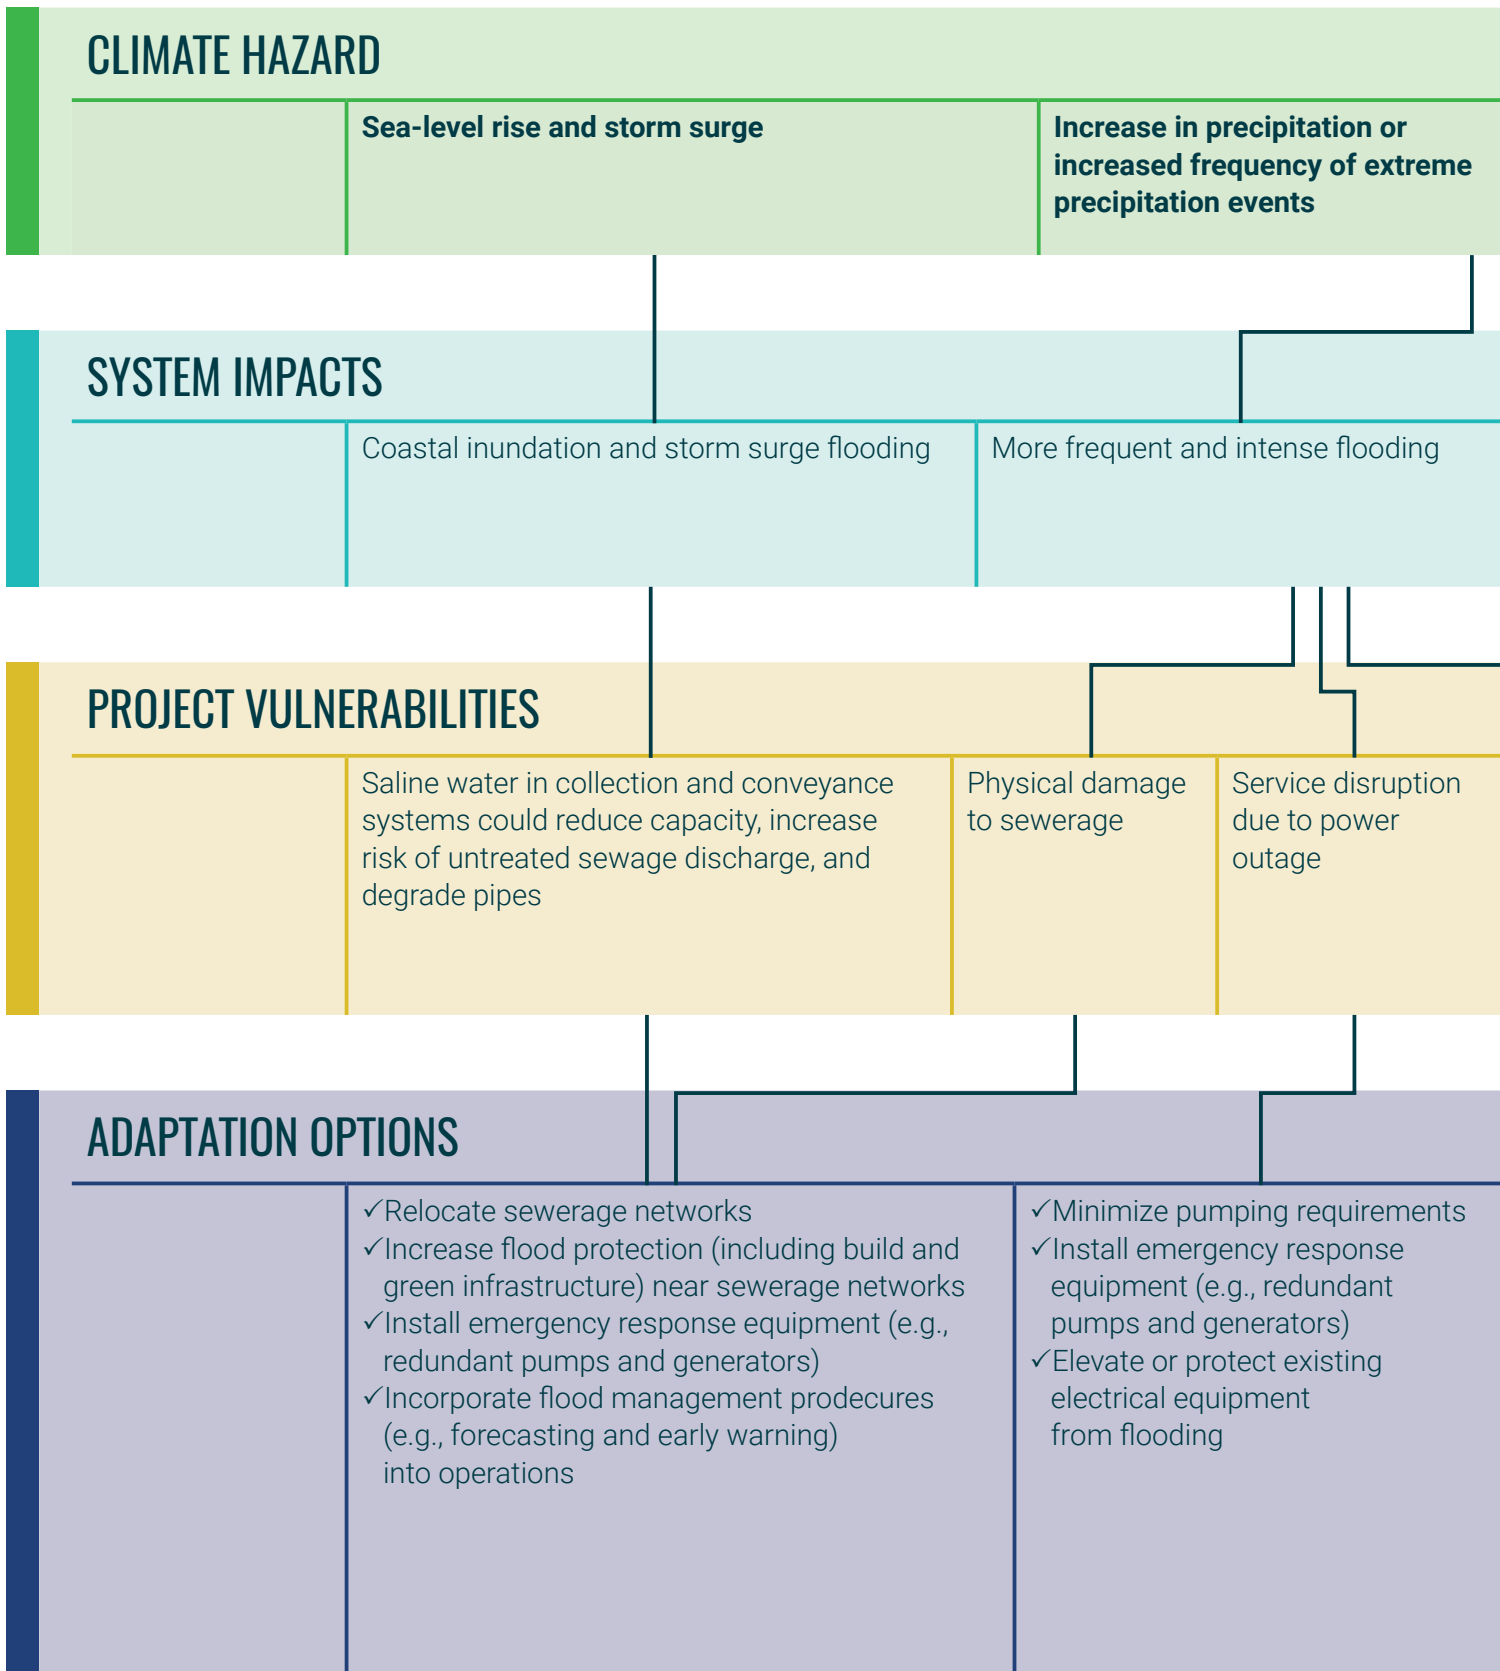 CLIMATE HAZARD
Sea-level rise and storm surge
Increase in precipitation or
increased frequency of extreme
precipitation events
SYSTEM IMPACTS
Coastal inundation and storm surge flooding
More frequent and intense flooding
PROJECT VULNERABILITIES
Saline water in collection and conveyance
systems could reduce capacity, increase
risk of untreated sewage discharge, and
degrade pipes
Physical damage
to sewerage
Service disruption
due to power
outage
ADAPTATION OPTIONS
✓Relocate sewerage networks
✓Increase flood protection (including build and
green infrastructure) near sewerage networks
✓Install emergency response equipment (e.g.,
redundant pumps and generators)
✓Incorporate flood management prodecures
(e.g., forecasting and early warning)
into operations
✓Minimize pumping requirements
✓Install emergency response
equipment (e.g., redundant
pumps and generators)
✓Elevate or protect existing
electrical equipment
from flooding